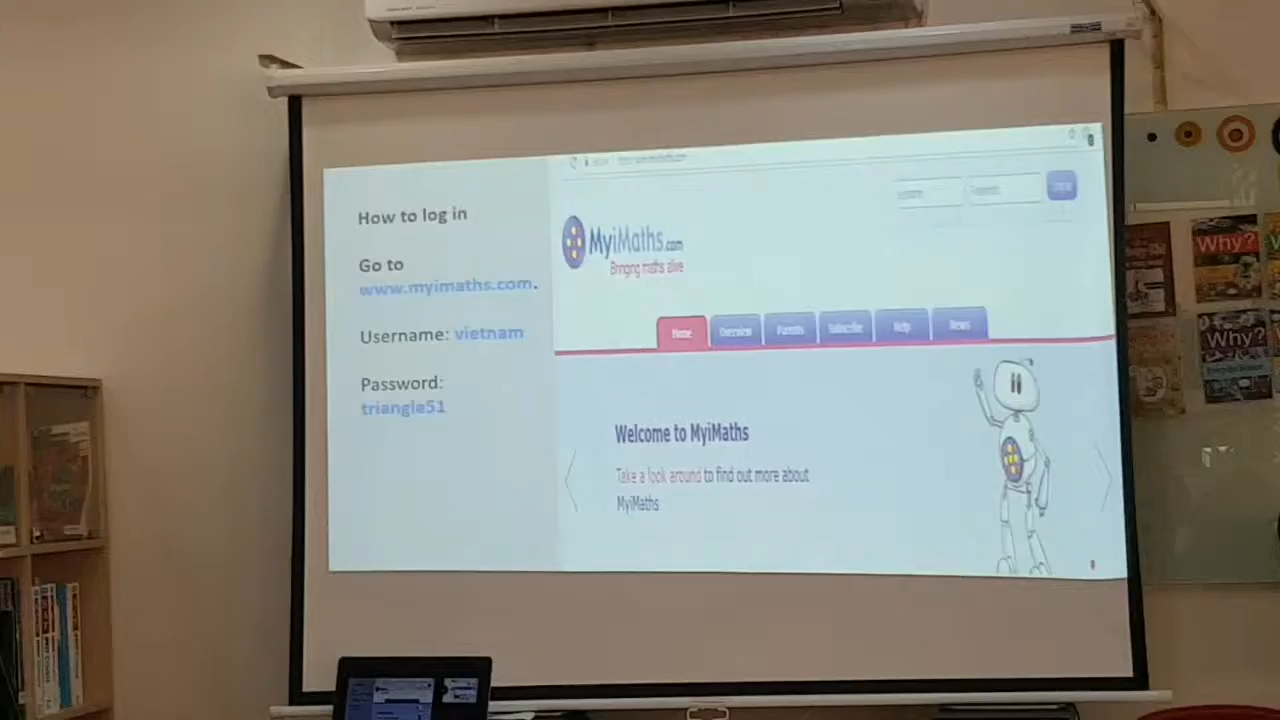 How to log in
Go to
www.myimaths.com.
Username: vietnam
Password:
triangle51
MyiMaths.com
Bringing maths alive
Home
Overview
Parents
Subscribe
Help
News
Welcome to MyiMaths
Take a look around to find out more about
MyiMaths
Why?
Why?